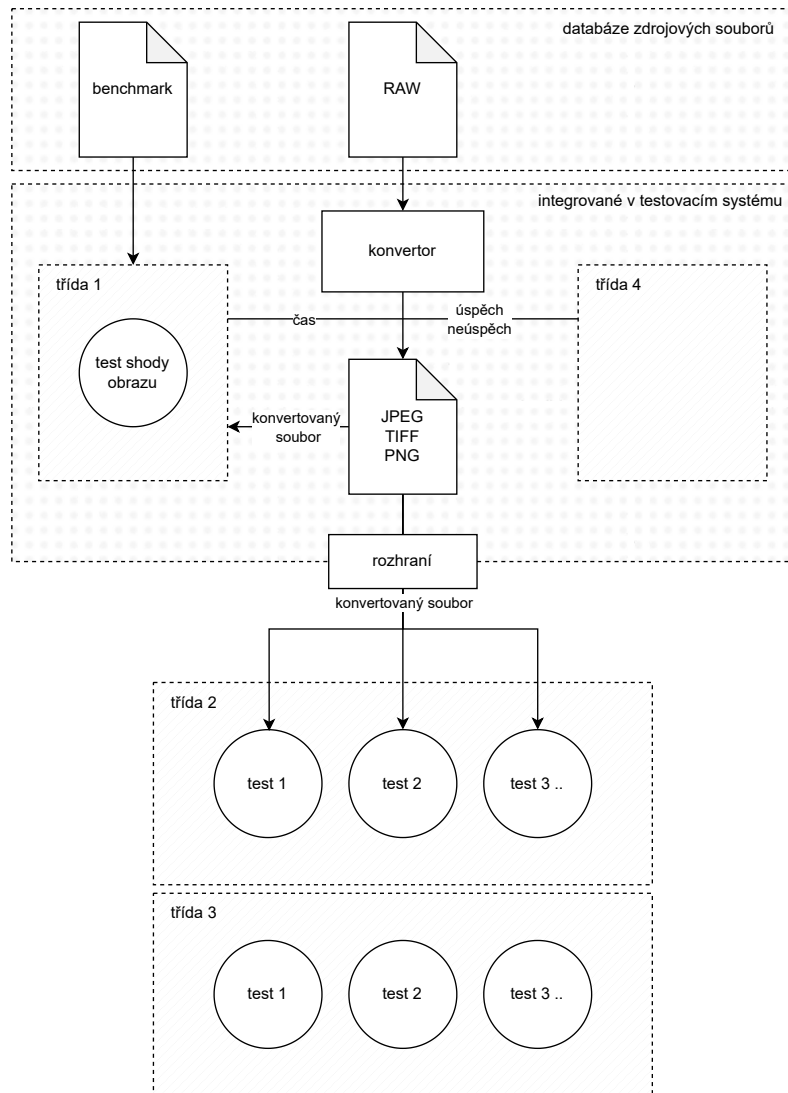 databáze zdrojových souborů
benchmark
RAW
integrované v testovacím systému
konvertor
třída 1
třída 4
čas
úspěch
neúspěch
test shody
obrazu
konvertovaný
soubor
JPEG
TIFF
PNG
rozhraní
konvertovaný soubor
třída 2
test 1
test 2
test 3 ..
třída 3
test 1
test 2
test 3 ..